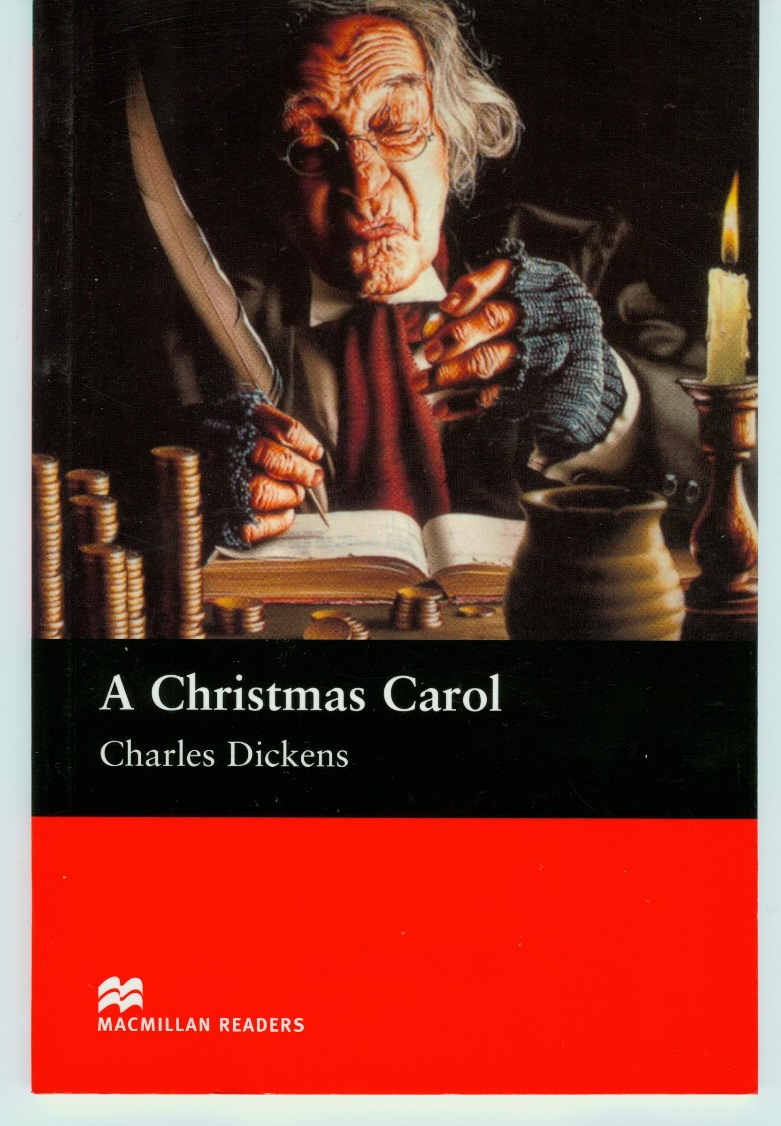 A Christmas Carol
Charles Dickens
MACMILLAN READERS